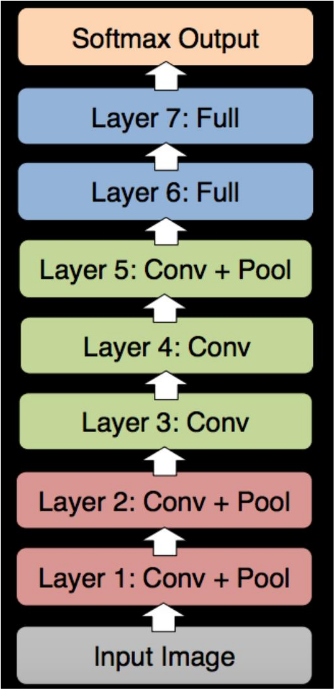 Softmax Output
Layer 7: Full
Layer 6: Full
Layer 5: Conv + Pool
Layer 4: Conv
Layer 3: Conv
Layer 2: Conv + Pool
Layer 1: Conv + Pool
Input Image